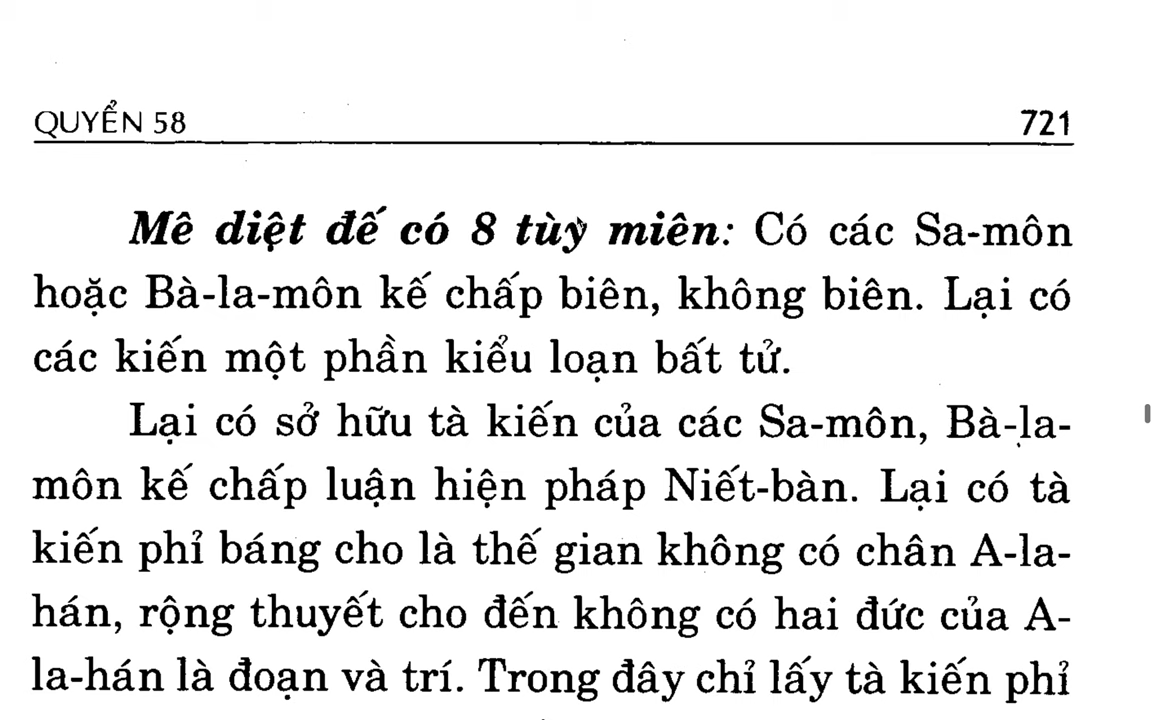 QUYỂN 58
721
Mê diệt đế có 8 tùy miên: Có các Sa-môn
hoặc Bà-la-môn kế chấp biên, không biên. Lại có
các kiến một phần kiểu loạn bất tử.
Lại có sở hữu tà kiến của các Sa-môn, Bà-la-
môn kế chấp luận hiện pháp Niết-bàn. Lại có tà
kiến phỉ báng cho là thế gian không có chân A-la-
hán, rộng thuyết cho đến không có hai đức của A-
la-hán là đoạn và trí. Trong đây chỉ lấy tà kiến phỉ